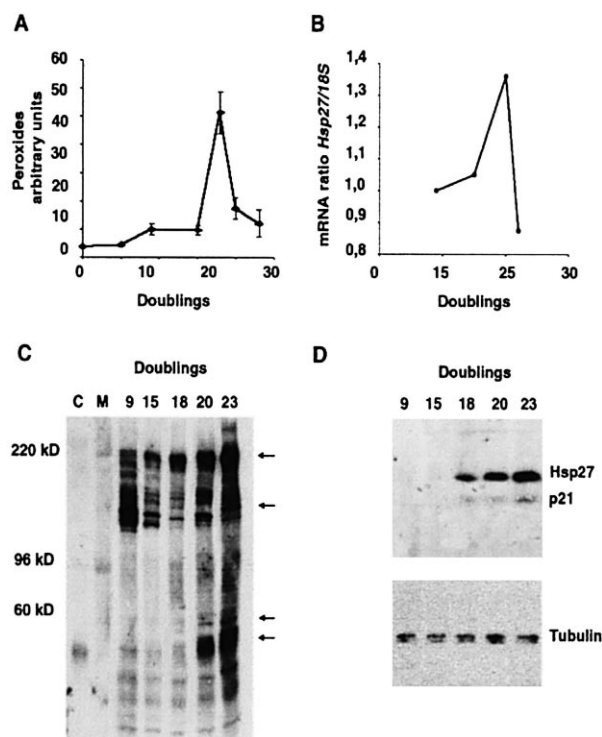 A
Peroxides
arbitrary units
60
50
40
30
20
10
0
0 10 20 30
Doublings
B
mRNA ratio Hsp27/18S
1,4
1,3
1,2
1,1
1,0
0,9
0,8
0 15 25 30
Doublings
C
Doublings
C M 9 15 18 20 23
220 kD
96 kD
60 kD
D
Doublings
9 15 18 20 23
Hsp27
p21
Tubulin